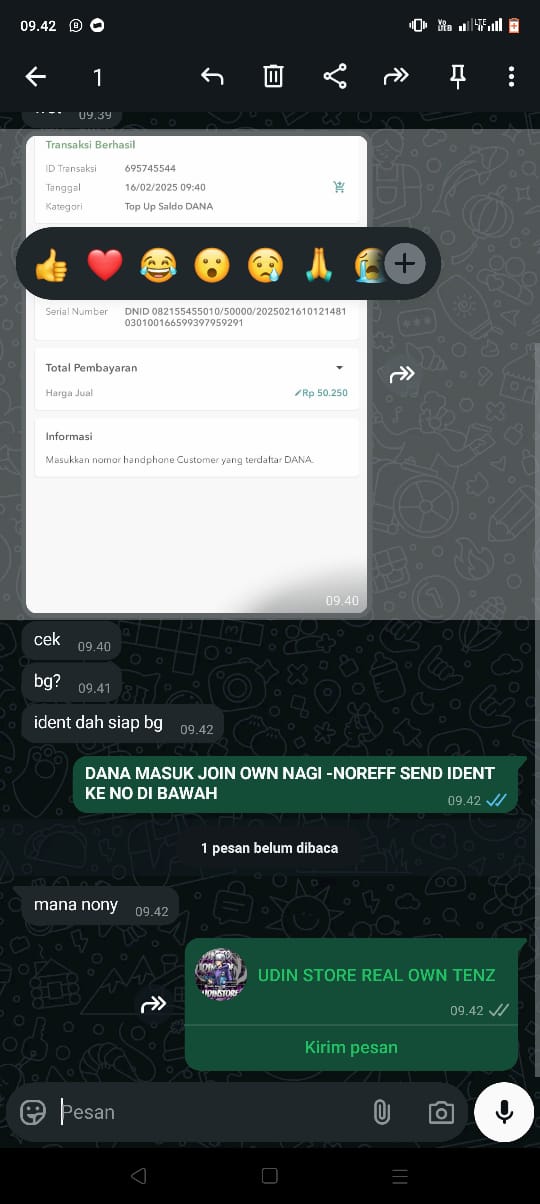 09.42
Vo LTE
LTE
1
09.39
Transaksi Berhasil
ID Transaksi 695745544
Tanggal 16/02/2025 09:40
Kategori Top Up Saldo DANA
Serial Number DNID 082155455010/50000/2025021610121481
030100166599397959291
Total Pembayaran
Harga Jual Rp 50.250
Informasi
Masukkan nomor handphone Customer yang terdaftar DANA.
09.40
cek 09.40
bg? 09.41
ident dah siap bg 09.42
DANA MASUK JOIN OWN NAGI -NOREFF SEND IDENT
KE NO DI BAWAH
09.42
1 pesan belum dibaca
mana nony 09.42
UDIN STORE REAL OWN TENZ
09.42
Kirim pesan
Pesan